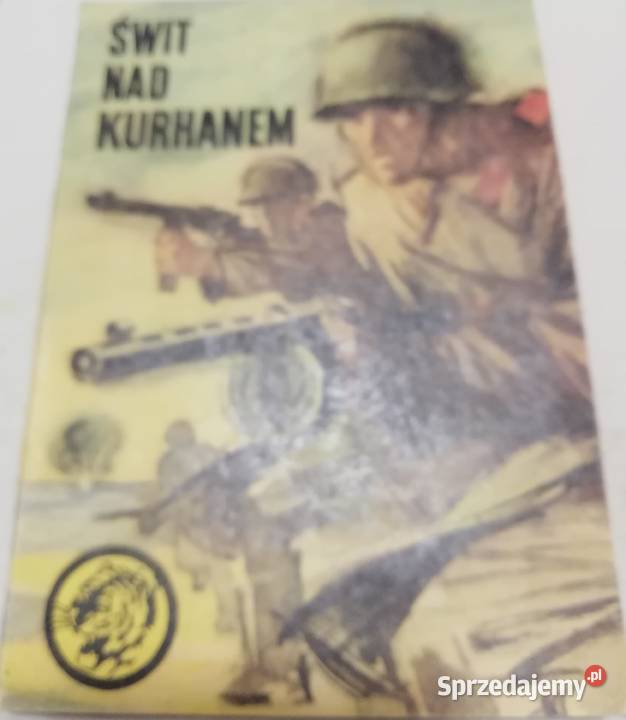 ŚWIT
NAD
KURHANEM
Sprzedajemy.pl